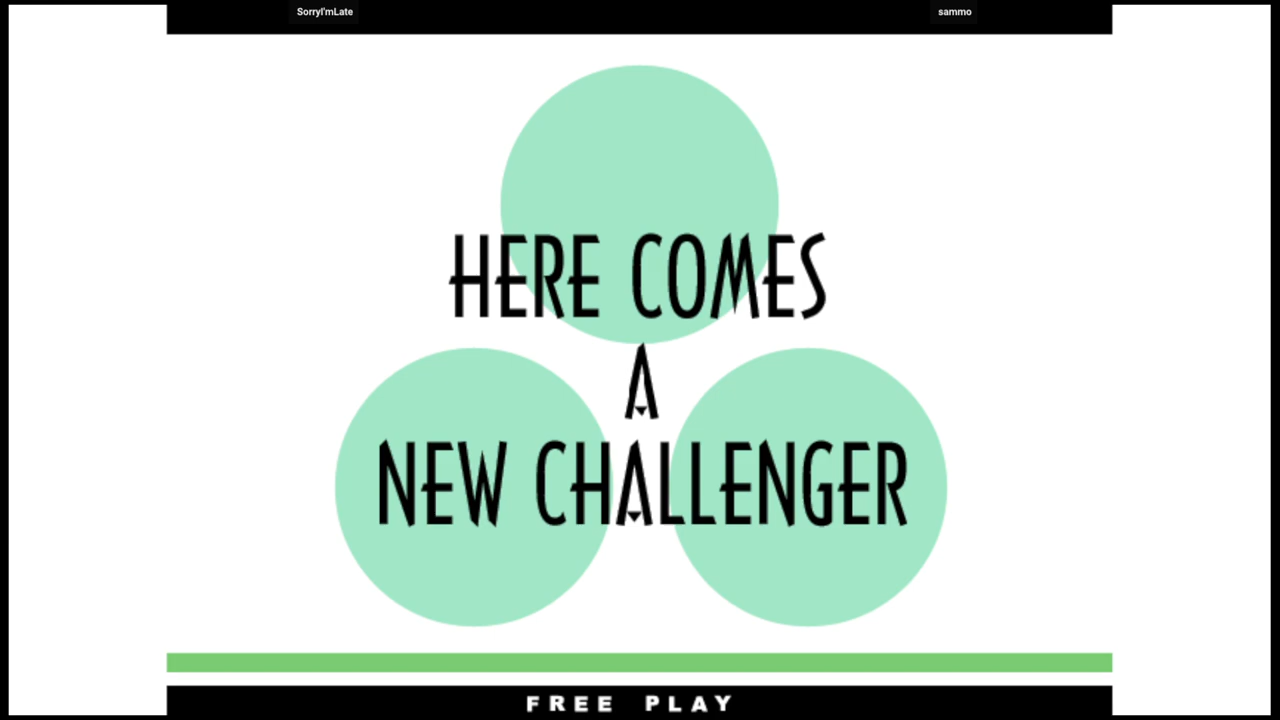 SorryI'mLate
sammo
HERE COMES
A
NEW CHALLENGER
FREE PLAY